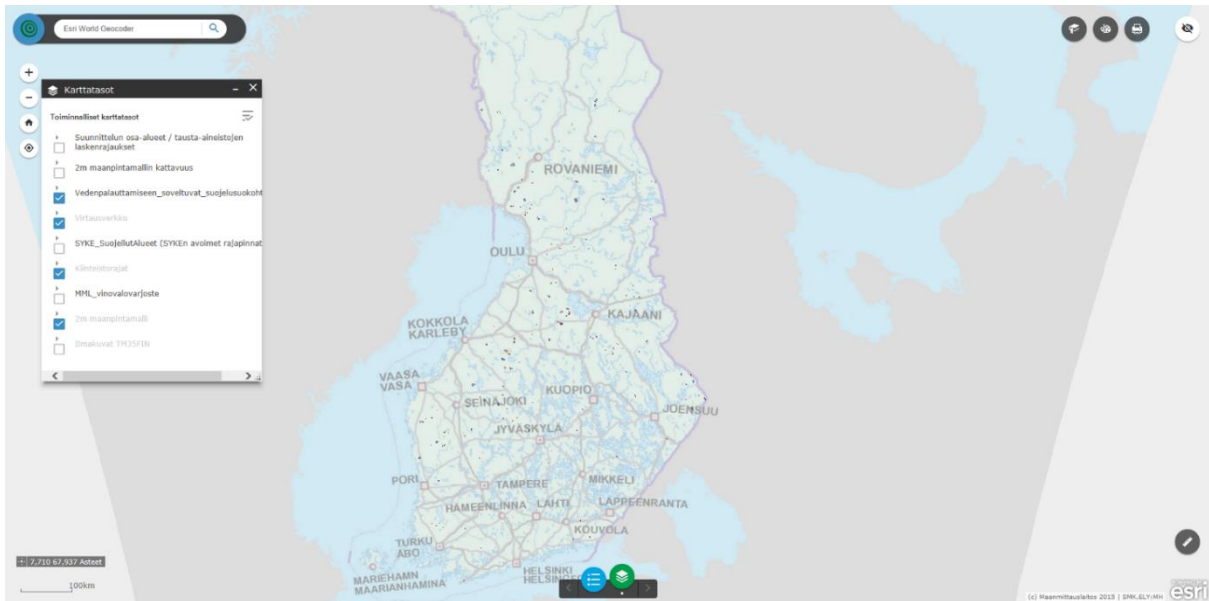 Esri World Geocoder
Karttatasot
Toiminnalliset karttatasot
Suunnittelun osa-alueet / tausta-aineistojen
laskenrajaukset
2m maanpintamallin kattavuus
Vedenpalauttamiseen_soveltuvat_suojelusuokoht
Virtausverkko
SYKE_SuojellutAlueet (SYKEn avoimet rajapinnat
Kiinteistorajat
MML_vinovalovarjoste
2m maanpintamalli
Ilmakuvat TM35FIN
ROVANIEMI
OULU
KAJAANI
KOKKOLA
KARLEBY
VAASA
VASA
KUOPIO
SEINÄJOKI
JOENSUU
JYVÄSKYLÄ
PORI
TAMPERE
MIKKELI
HÄMEENLINNA
LAHTI
LAPPEENRANTA
KOUVOLA
TURKU
ÅBO
HELSINKI
MARIEHAMN
MAARIANHAMINA
7,710 67,937 Asteet
100km
(c) Maanmittauslaitos 2015 | SMK,ELY,MH
esri